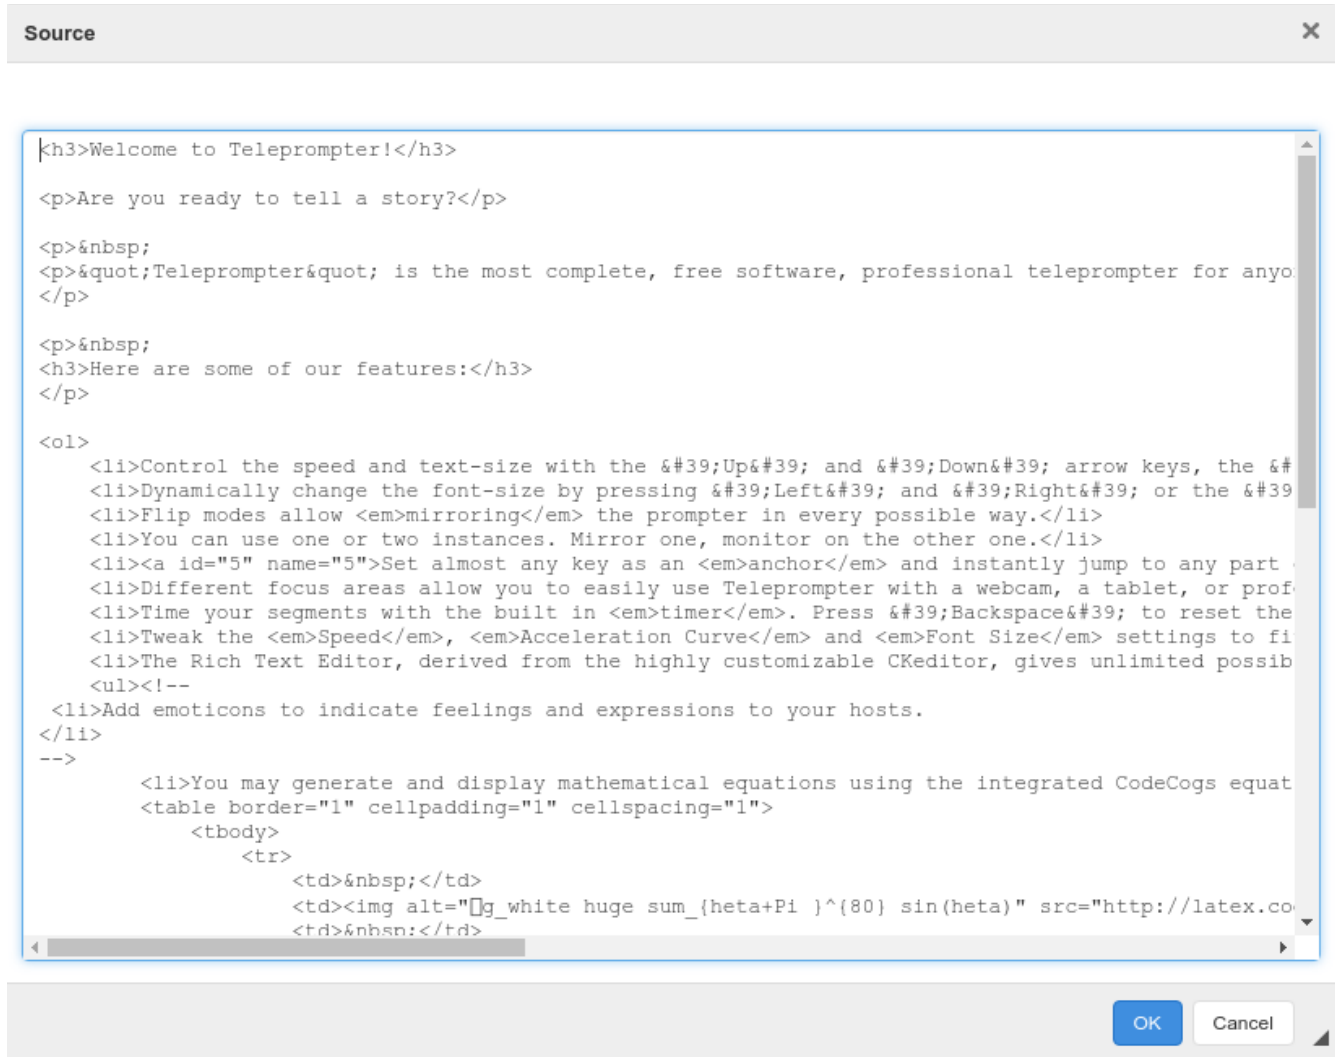 Source
<h3>Welcome to Teleprompter!</h3>
<p>Are you ready to tell a story?</p>
<p>&nbsp;
<p>&quot;Teleprompter&quot; is the most complete, free software, professional teleprompter for anyo
</p>
<p>&nbsp;
<h3>Here are some of our features:</h3>
</p>
<ol>
<li>Control the speed and text-size with the &#39;Up&#39; and &#39;Down&#39; arrow keys, the &#
<li>Dynamically change the font-size by pressing &#39;Left&#39; and &#39;Right&#39; or the &#39
<li>Flip modes allow <em>mirroring</em> the prompter in every possible way.</li>
<li>You can use one or two instances. Mirror one, monitor on the other one.</li>
<li><a id="5" name="5">Set almost any key as an <em>anchor</em> and instantly jump to any part
<li>Different focus areas allow you to easily use Teleprompter with a webcam, a tablet, or prof
<li>Time your segments with the built in <em>timer</em>. Press &#39;Backspace&#39; to reset the
<li>Tweak the <em>Speed</em>, <em>Acceleration Curve</em> and <em>Font Size</em> settings to fi
<li>The Rich Text Editor, derived from the highly customizable CKeditor, gives unlimited possib
<ul><!--
<li>Add emoticons to indicate feelings and expressions to your hosts.
</li>
-->
<li>You may generate and display mathematical equations using the integrated CodeCogs equat
<table border="1" cellpadding="1" cellspacing="1">
<tbody>
<tr>
<td>&nbsp;</td>
<td><img alt="▯g_white huge sum_{heta+Pi }^{80} sin(heta)" src="http://latex.co
<td>&nbsp;</td>
OK Cancel